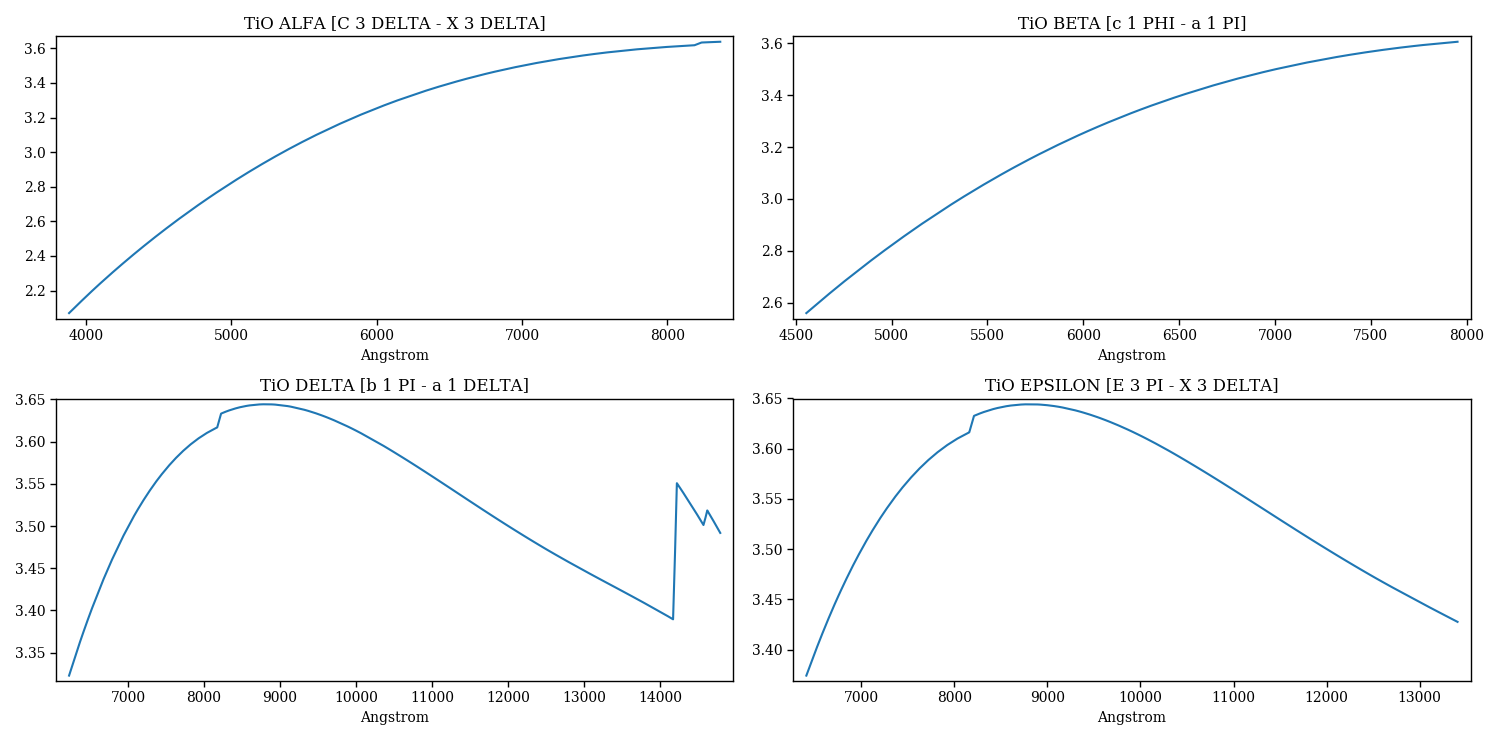 TiO ALFA [C 3 DELTA - X 3 DELTA]
3.6
3.4
3.2
3.0
2.8
2.6
2.4
2.2
4000 5000 6000 7000 8000
Angstrom
TiO BETA [c 1 PHI - a 1 PI]
3.6
3.4
3.2
3.0
2.8
2.6
4500 5000 5500 6000 6500 7000 7500 8000
Angstrom
TiO DELTA [b 1 PI - a 1 DELTA]
3.65
3.60
3.55
3.50
3.45
3.40
3.35
7000 8000 9000 10000 11000 12000 13000 14000
Angstrom
TiO EPSILON [E 3 PI - X 3 DELTA]
3.65
3.60
3.55
3.50
3.45
3.40
7000 8000 9000 10000 11000 12000 13000
Angstrom